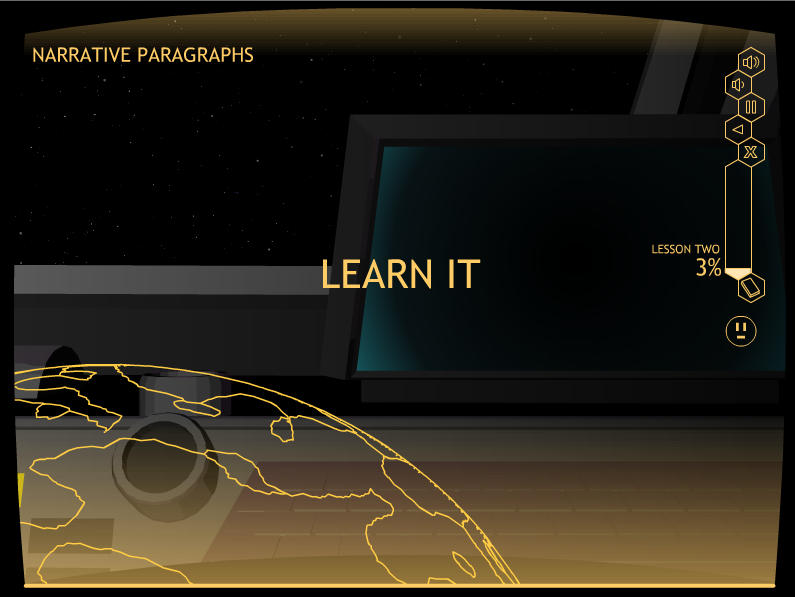 NARRATIVE PARAGRAPHS
LEARN IT
LESSON TWO
3%